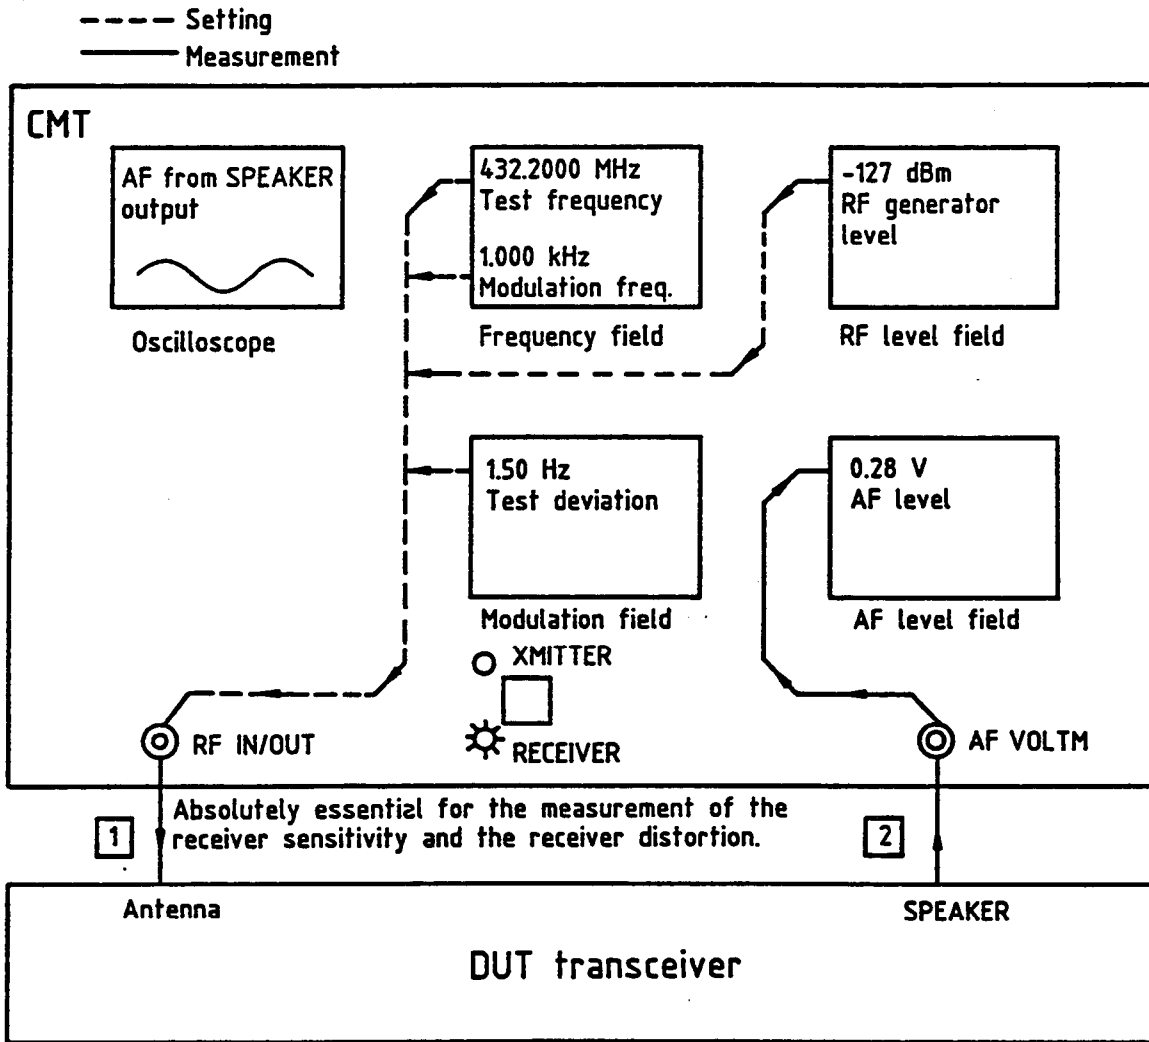 Setting
Measurement
CMT
AF from SPEAKER
output
Oscilloscope
432.2000 MHz
Test frequency
1.000 kHz
Modulation freq.
Frequency field
-127 dBm
RF generator
level
RF level field
1.50 Hz
Test deviation
Modulation field
0.28 V
AF level
AF level field
XMITTER
RECEIVER
RF IN/OUT
AF VOLTM
1
Absolutely essential for the measurement of the
receiver sensitivity and the receiver distortion.
2
Antenna
SPEAKER
DUT transceiver